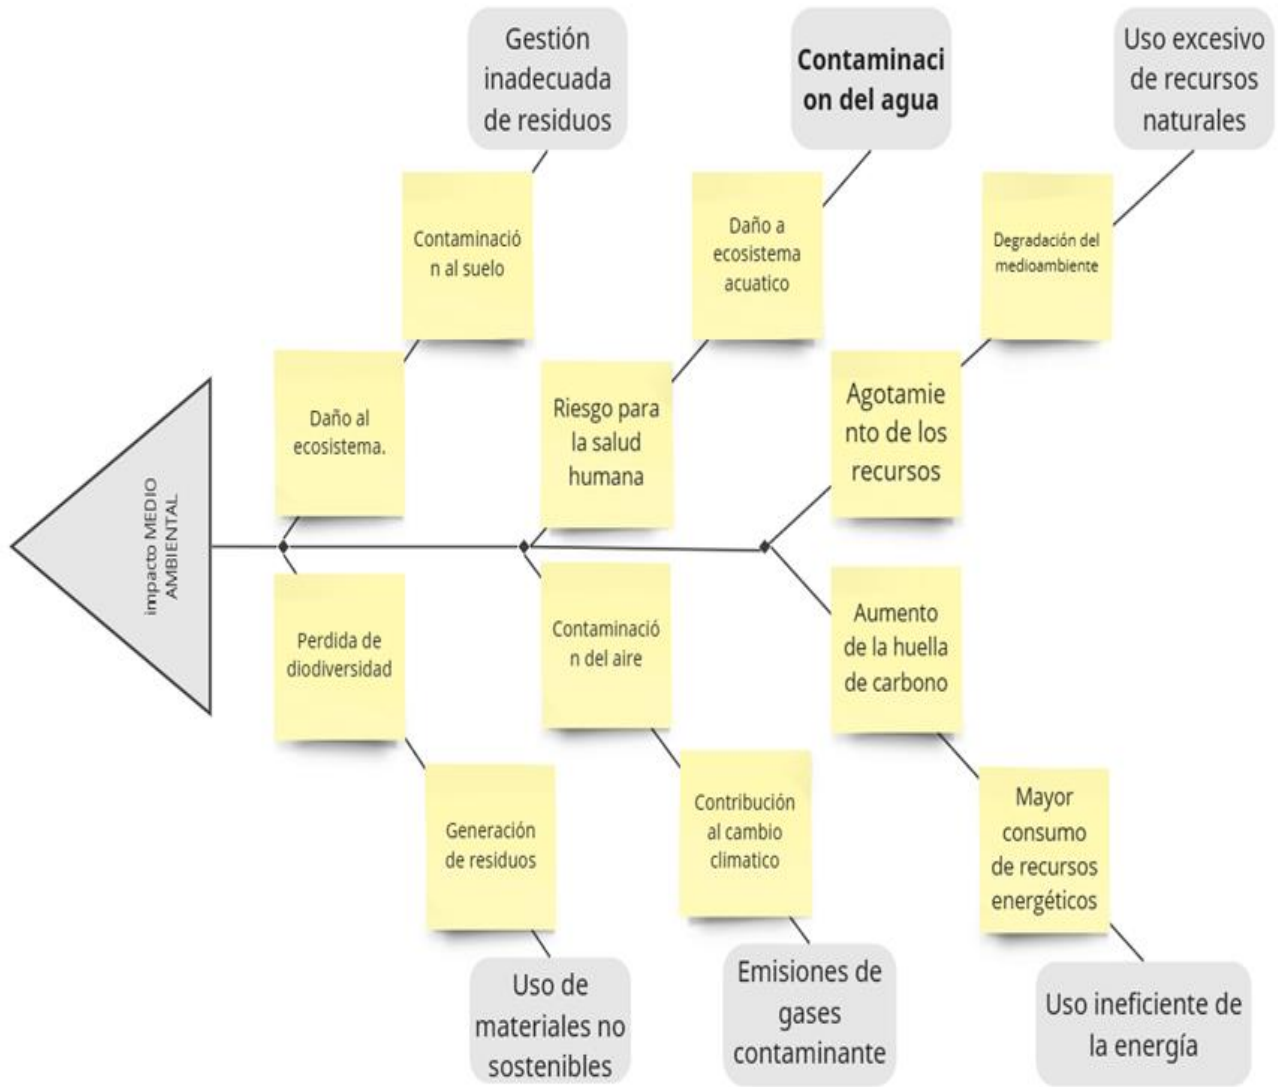 Gestión
inadecuada
de residuos
Contaminaci
on del agua
Uso excesivo
de recursos
naturales
Contaminació
n al suelo
Daño a
ecosistema
acuatico
Degradación del
medioambiente
Daño al
ecosistema.
Riesgo para
la salud
humana
Agotamie
nto de los
recursos
impacto MEDIO
AMBIENTAL
Perdida de
diodiversidad
Contaminació
n del aire
Aumento
de la huella
de carbono
Generación
de residuos
Contribución
al cambio
climatico
Mayor
consumo
de recursos
energéticos
Uso de
materiales no
sostenibles
Emisiones de
gases
contaminante
Uso ineficiente de
la energía